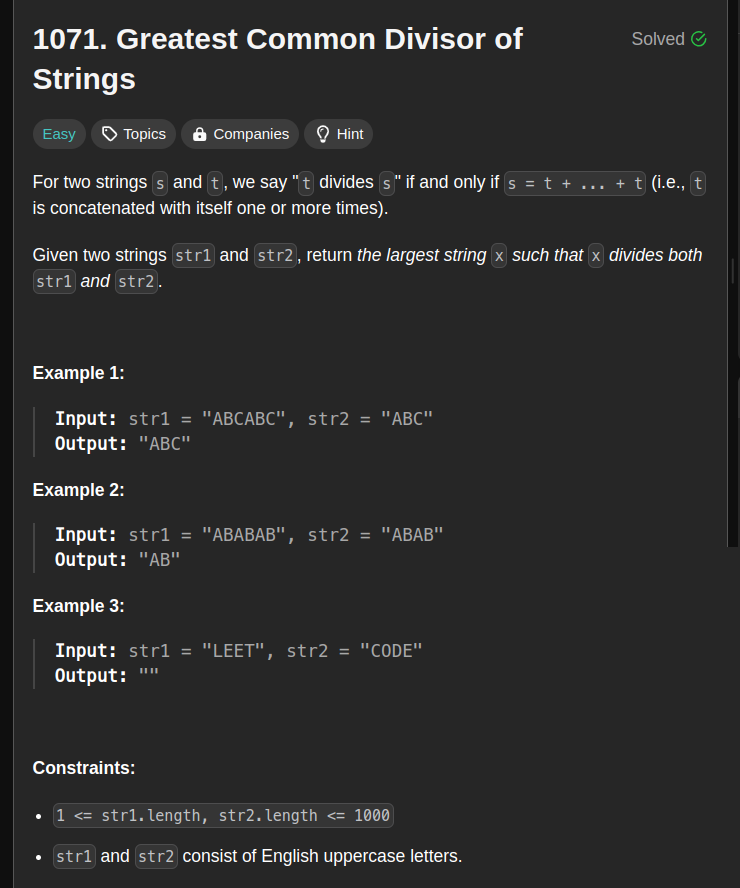 1071. Greatest Common Divisor of
Strings
Solved
Easy Topics Companies Hint
For two strings s and t, we say "t divides s" if and only if s = t + ... + t (i.e., t
is concatenated with itself one or more times).
Given two strings str1 and str2, return the largest string x such that x divides both
str1 and str2.
Example 1:
Input: str1 = "ABCABC", str2 = "ABC"
Output: "ABC"
Example 2:
Input: str1 = "ABABAB", str2 = "ABAB"
Output: "AB"
Example 3:
Input: str1 = "LEET", str2 = "CODE"
Output: ""
Constraints:
• 1 <= str1.length, str2.length <= 1000
• str1 and str2 consist of English uppercase letters.